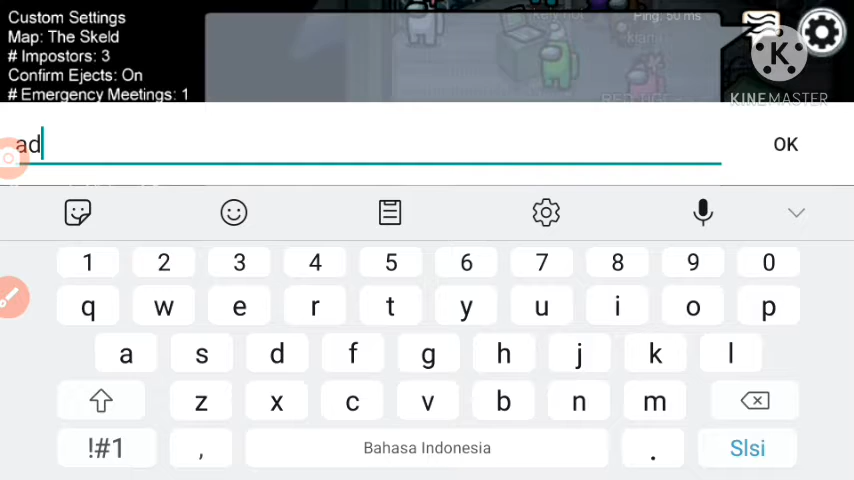 Custom Settings
Map: The Skeld
# Impostors: 3
Confirm Ejects: On
# Emergency Meetings: 1
Ping: 50 ms
K
KINEMASTER
ad
OK
1 2 3 4 5 6 7 8 9 0
q w e r t y u i o p
a s d f g h j k l
z x c v b n m
!#1 , Bahasa Indonesia . Slsi